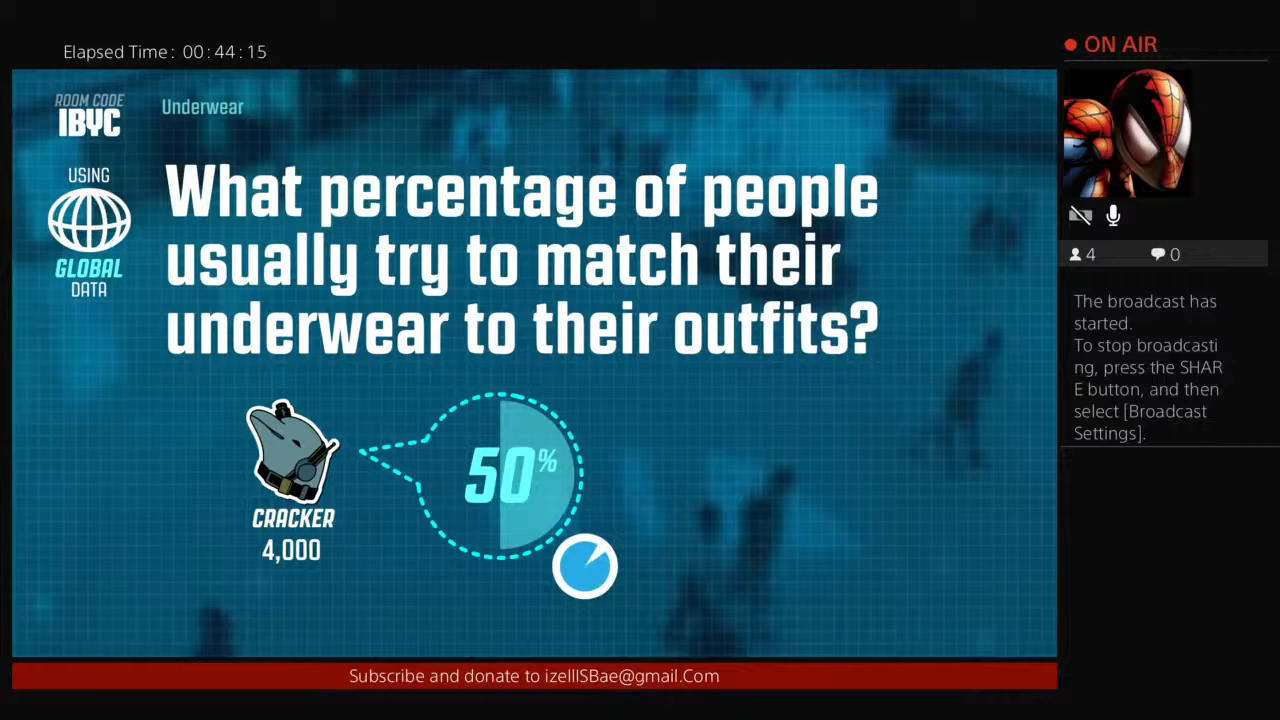 Elapsed Time: 00:44:15
ON AIR
ROOM CODE
IBYC
Underwear
USING
GLOBAL
DATA
What percentage of people
usually try to match their
underwear to their outfits?
50%
CRACKER
4,000
4
0
The broadcast has
started.
To stop broadcasti
ng, press the SHAR
E button, and then
select [Broadcast
Settings].
Subscribe and donate to izellISBae@gmail.Com